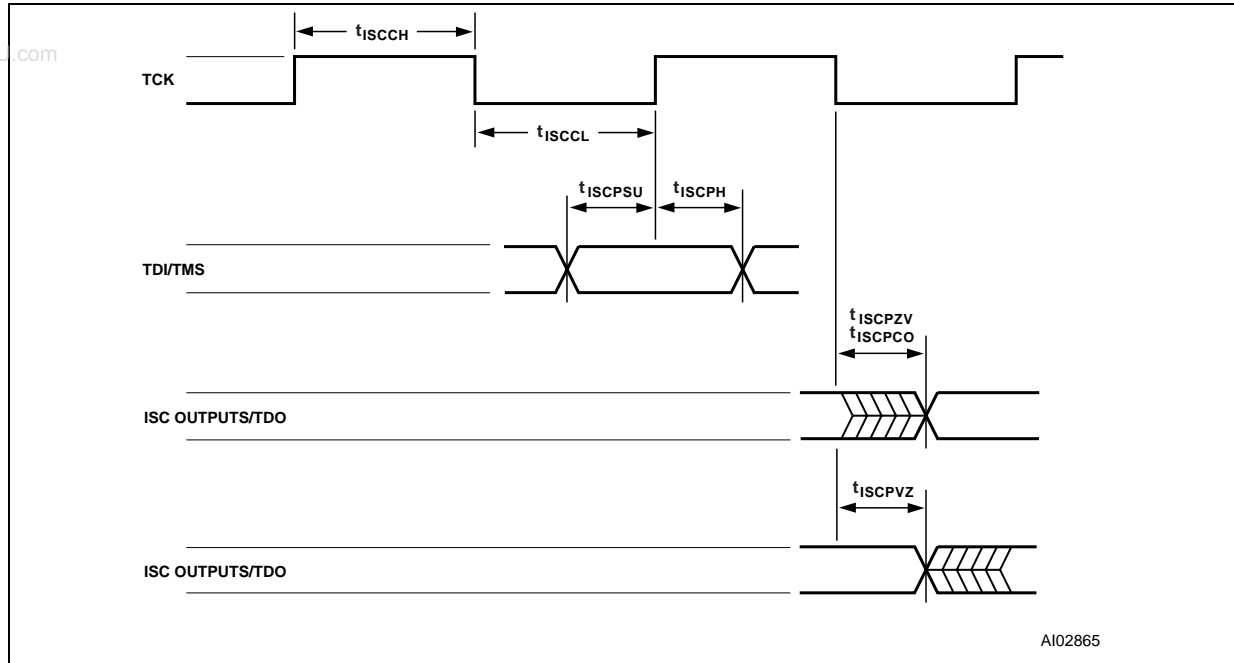 tISCCH
TCK
tISCCL
tISCPSU
tISCPH
TDI/TMS
tISCPZV
tISCPCO
ISC OUTPUTS/TDO
tISCPVZ
ISC OUTPUTS/TDO
AI02865